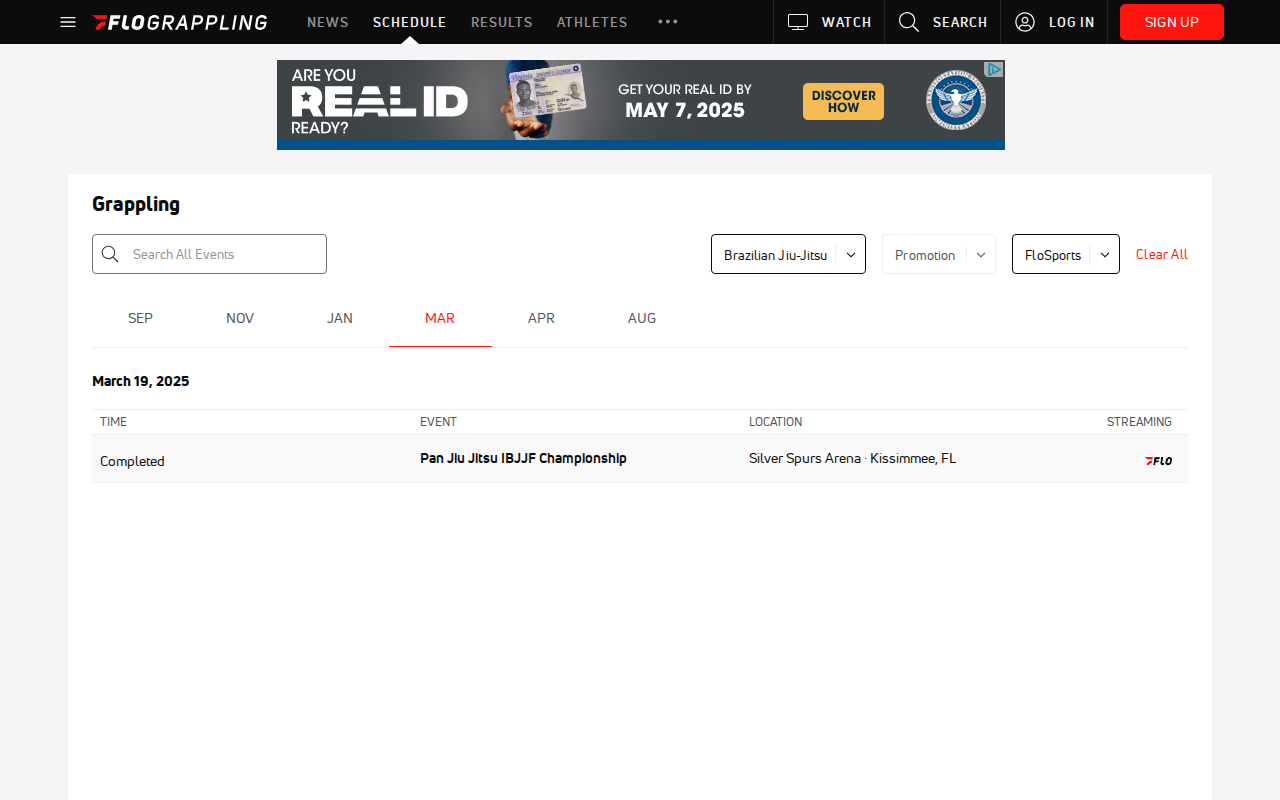 FLOGRAPPLING
NEWS
SCHEDULE
RESULTS
ATHLETES
WATCH
SEARCH
LOG IN
SIGN UP
ARE YOU
REAL ID
READY?
GET YOUR REAL ID BY
MAY 7, 2025
DISCOVER
HOW
Grappling
Search All Events
Brazilian Jiu-Jitsu
Promotion
FloSports
Clear All
SEP
NOV
JAN
MAR
APR
AUG
March 19, 2025
TIME
EVENT
LOCATION
STREAMING
Completed
Pan Jiu Jitsu IBJJF Championship
Silver Spurs Arena · Kissimmee, FL
FLO